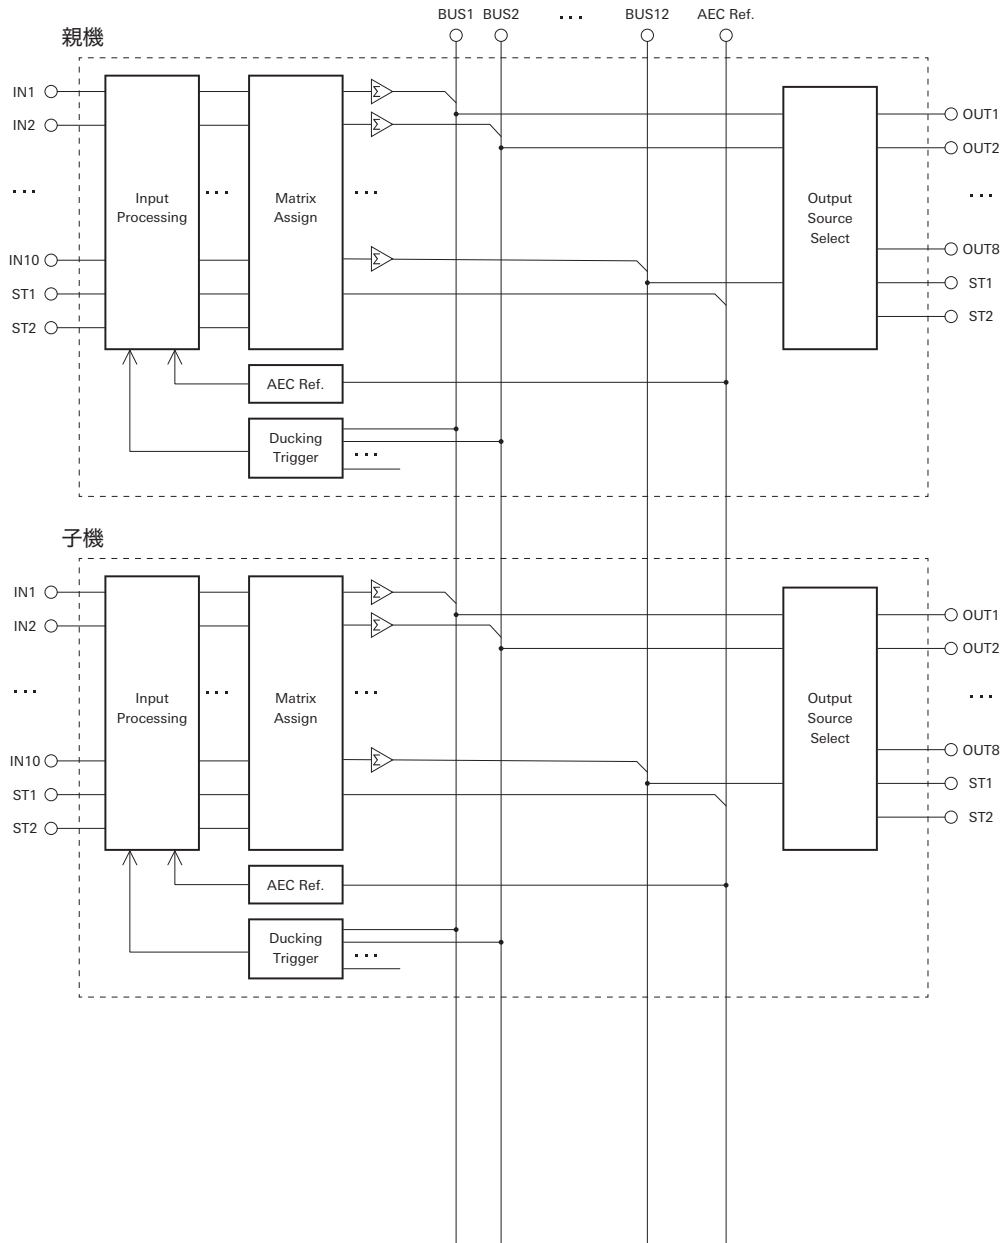 BUS1 BUS2 ... BUS12 AEC Ref.
親機
IN1
IN2
...
IN10
ST1
ST2
Input
Processing
...
Matrix
Assign
Σ
Σ
...
Σ
Output
Source
Select
OUT1
OUT2
...
OUT8
ST1
ST2
AEC Ref.
Ducking
Trigger
...
子機
IN1
IN2
...
IN10
ST1
ST2
Input
Processing
...
Matrix
Assign
Σ
Σ
...
Σ
Output
Source
Select
OUT1
OUT2
...
OUT8
ST1
ST2
AEC Ref.
Ducking
Trigger
...